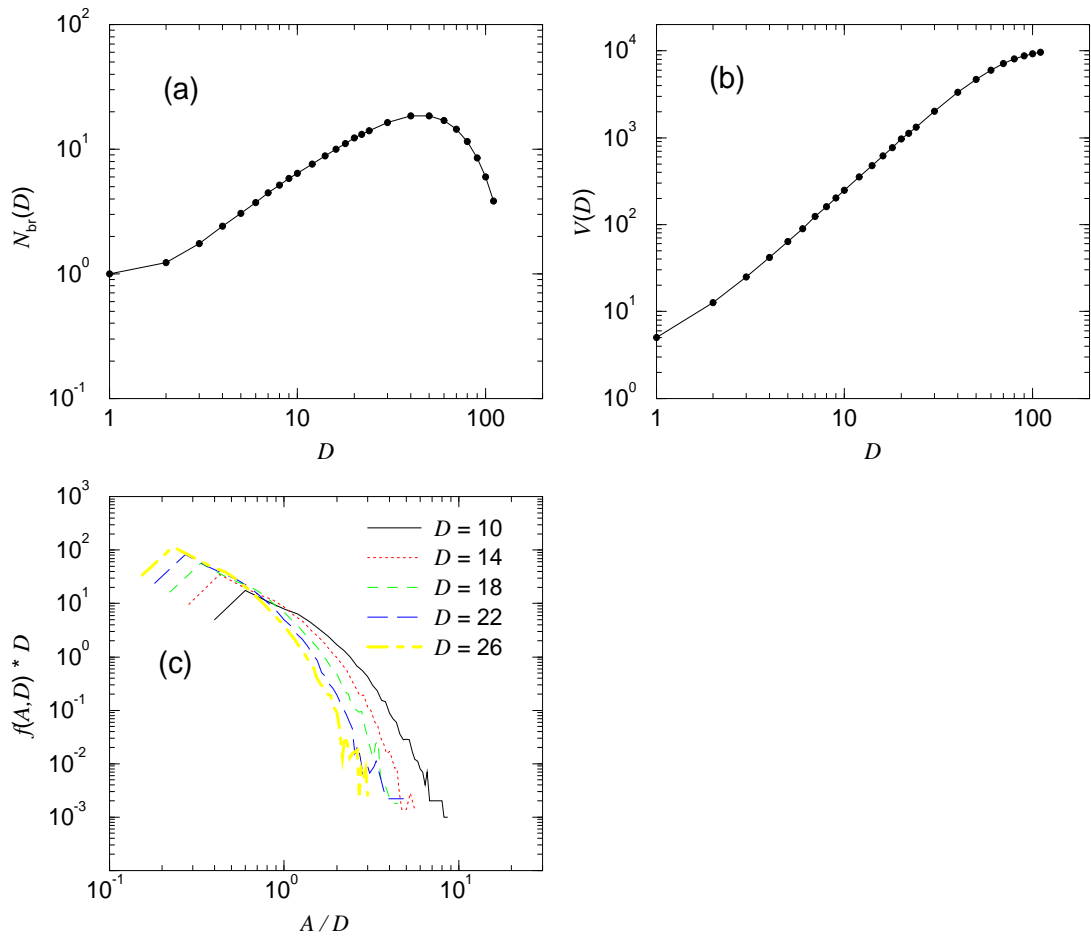 (a)
N_br(D)
10^2
10^1
10^0
10^-1
1
10
100
D
(b)
V(D)
10^4
10^3
10^2
10^1
10^0
1
10
100
D
(c)
f(A,D) * D
10^3
10^2
10^1
10^0
10^-1
10^-2
10^-3
10^-1
10^0
10^1
A / D
D = 10
D = 14
D = 18
D = 22
D = 26